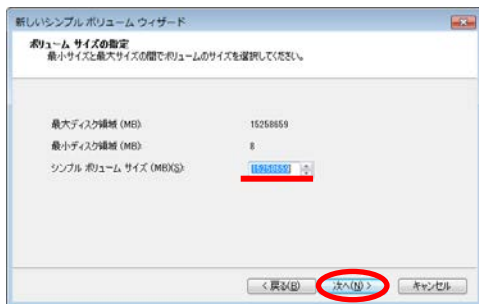 新しいシンプル ボリューム ウィザード
ボリューム サイズの指定
最小サイズと最大サイズの間でボリュームのサイズを選択してください。
最大ディスク領域 (MB): 15258659
最小ディスク領域 (MB): 8
シンプル ボリューム サイズ (MB)(S): 15258659
< 戻る(B) 次へ(N) > キャンセル